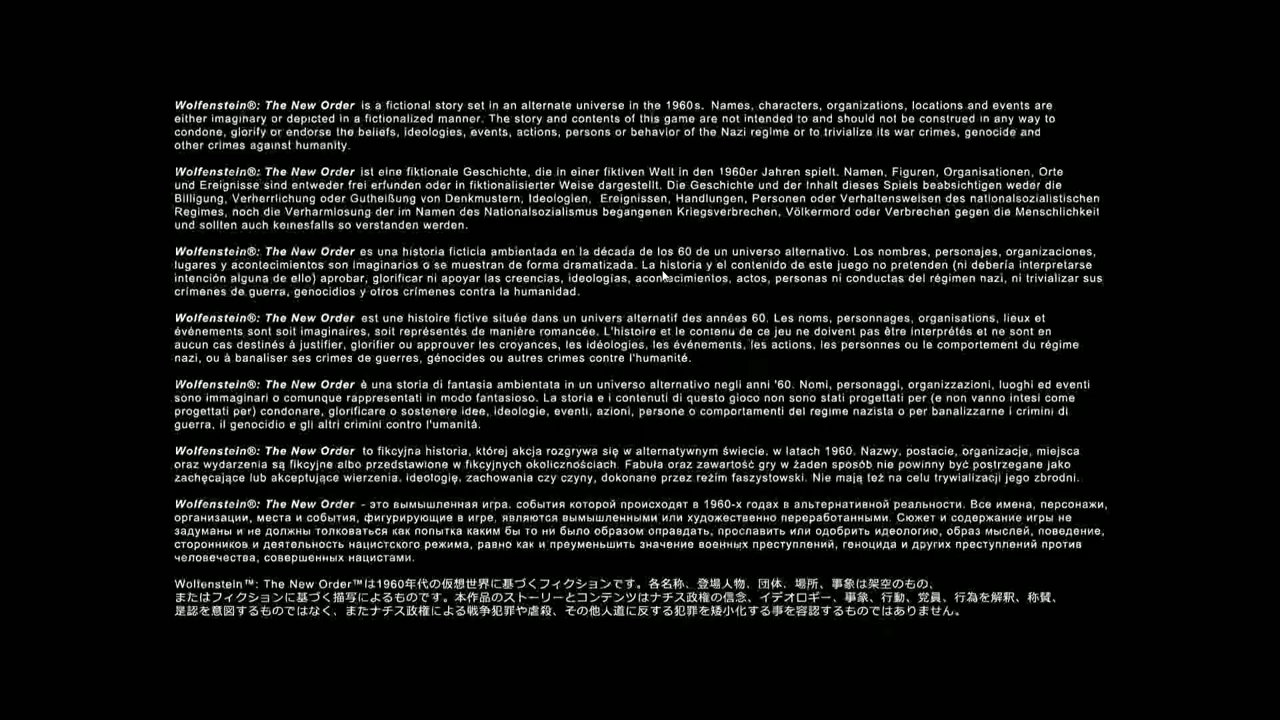 Wolfenstein®: The New Order is a fictional story set in an alternate universe in the 1960s. Names, characters, organizations, locations and events are
either imaginary or depicted in a fictionalized manner. The story and contents of this game are not intended to and should not be construed in any way to
condone, glorify or endorse the beliefs, ideologies, events, actions, persons or behavior of the Nazi regime or to trivialize its war crimes, genocide and
other crimes against humanity.
Wolfenstein®: The New Order ist eine fiktionale Geschichte, die in einer fiktiven Welt in den 1960er Jahren spielt. Namen, Figuren, Organisationen, Orte
und Ereignisse sind entweder frei erfunden oder in fiktionalisierter Weise dargestellt. Die Geschichte und der Inhalt dieses Spiels beabsichtigen weder die
Billigung, Verherrlichung oder Gutheißung von Denkmustern, Ideologien, Ereignissen, Handlungen, Personen oder Verhaltensweisen des nationalsozialistischen
Regimes, noch die Verharmlosung der im Namen des Nationalsozialismus begangenen Kriegsverbrechen, Völkermord oder Verbrechen gegen die Menschlichkeit
und sollten auch keinesfalls so verstanden werden.
Wolfenstein®: The New Order es una historia ficticia ambientada en la década de los 60 de un universo alternativo. Los nombres, personajes, organizaciones,
lugares y acontecimientos son imaginarios o se muestran de forma dramatizada. La historia y el contenido de este juego no pretenden (ni debería interpretarse
intención alguna de ello) aprobar, glorificar ni apoyar las creencias, ideologías, acontecimientos, actos, personas ni conductas del régimen nazi, ni trivializar sus
crímenes de guerra, genocidios y otros crímenes contra la humanidad.
Wolfenstein®: The New Order est une histoire fictive située dans un univers alternatif des années 60. Les noms, personnages, organisations, lieux et
événements sont soit imaginaires, soit représentés de manière romancée. L'histoire et le contenu de ce jeu ne doivent pas être interprétés et ne sont en
aucun cas destinés à justifier, glorifier ou approuver les croyances, les idéologies, les événements, les actions, les personnes ou le comportement du régime
nazi, ou à banaliser ses crimes de guerres, génocides ou autres crimes contre l'humanité.
Wolfenstein®: The New Order è una storia di fantasia ambientata in un universo alternativo negli anni '60. Nomi, personaggi, organizzazioni, luoghi ed eventi
sono immaginari o comunque rappresentati in modo fantasioso. La storia e i contenuti di questo gioco non sono stati progettati per (e non vanno intesi come
progettati per) condonare, glorificare o sostenere idee, ideologie, eventi, azioni, persone o comportamenti del regime nazista o per banalizzarne i crimini di
guerra, il genocidio e gli altri crimini contro l'umanità.
Wolfenstein®: The New Order to fikcyjna historia, której akcja rozgrywa się w alternatywnym świecie. w latach 1960. Nazwy, postacie, organizacje, miejsca
oraz wydarzenia są fikcyjne albo przedstawione w fikcyjnych okolicznościach. Fabuła oraz zawartość gry w żaden sposób nie powinny być postrzegane jako
zachęcające lub akceptujące wierzenia. ideologię, zachowania czy czyny, dokonane przez reżim faszystowski. Nie mają też na celu trywializacji jego zbrodni.
Wolfenstein®: The New Order - это вымышленная игра. события которой происходят в 1960-х годах в альтернативной реальности. Все имена, персонажи,
организации, места и события, фигурирующие в игре, являются вымышленными или художественно переработанными. Сюжет и содержание игры не
задуманы и не должны толковаться как попытка каким бы то ни было образом оправдать, прославить или одобрить идеологию, образ мыслей, поведение,
сторонников и деятельность нацистского режима, равно как и преуменьшить значение военных преступлений, геноцида и других преступлений против
человечества, совершенных нацистами.
Wolfenstein™: The New Order™は1960年代の仮想世界に基づくフィクションです。各名称、登場人物、団体、場所、事象は架空のもの、
またはフィクションに基づく描写によるものです。本作品のストーリーとコンテンツはナチス政権の信念、イデオロギー、事象、行動、党員、行為を解釈、称賛、
是認を意図するものではなく、またナチス政権による戦争犯罪や虐殺、その他人道に反する犯罪を矮小化する事を容認するものではありません。